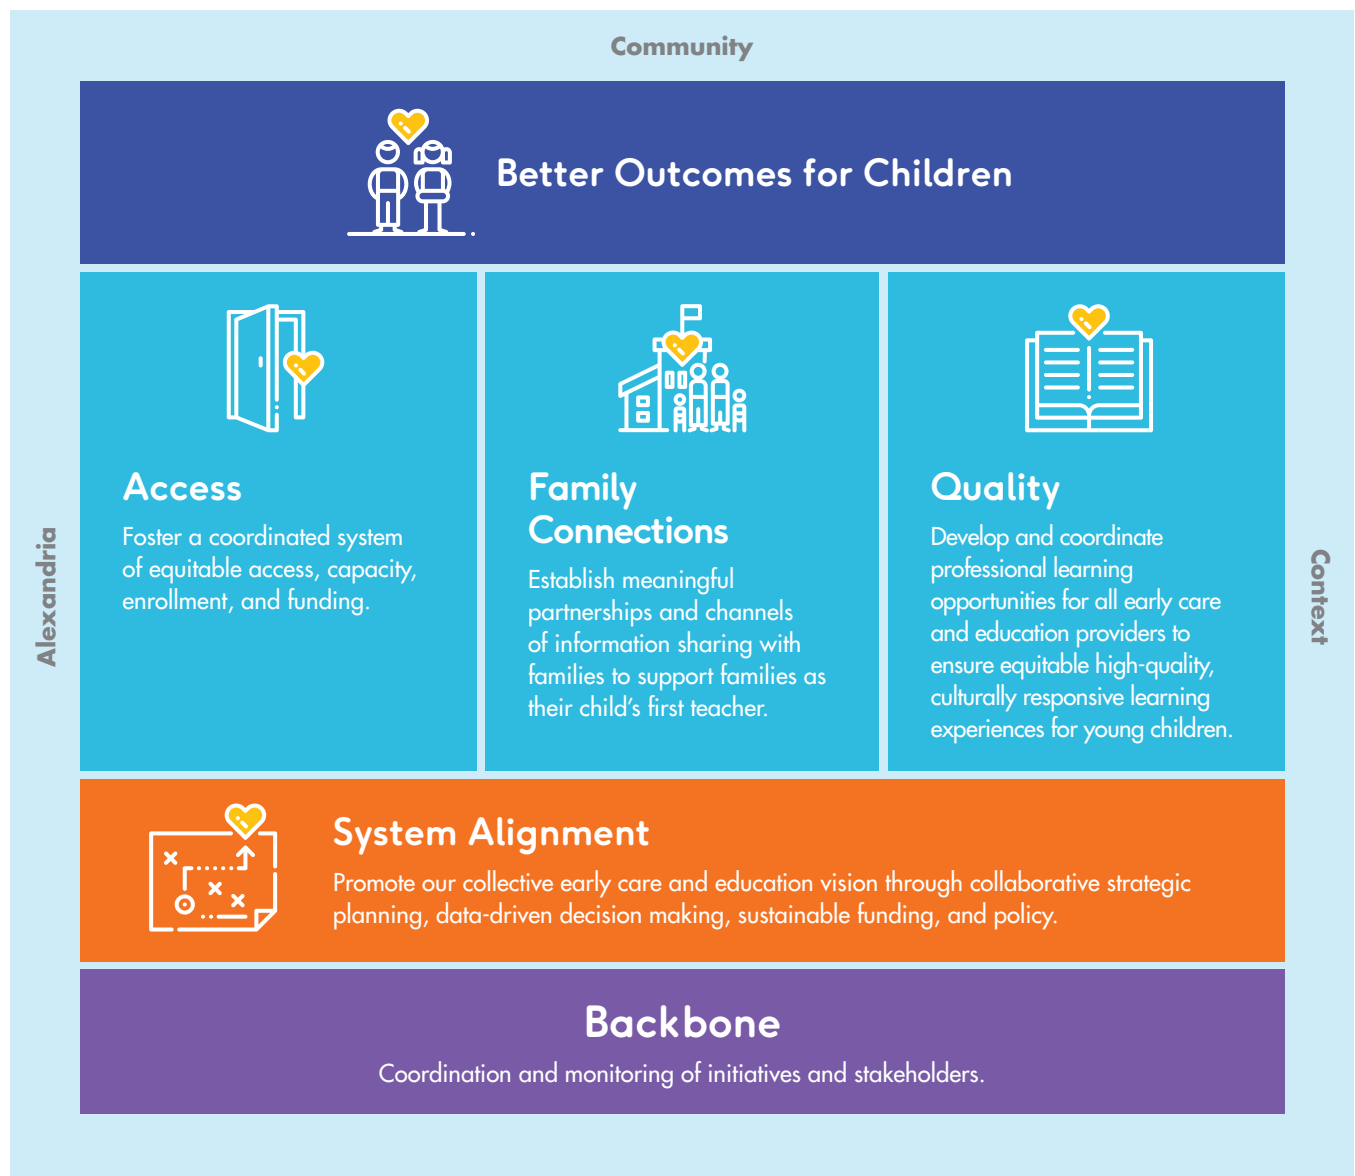 Community
Better Outcomes for Children
Access
Foster a coordinated system
of equitable access, capacity,
enrollment, and funding.
Family
Connections
Establish meaningful
partnerships and channels
of information sharing with
families to support families as
their child’s first teacher.
Quality
Develop and coordinate
professional learning
opportunities for all early care
and education providers to
ensure equitable high-quality,
culturally responsive learning
experiences for young children.
Alexandria
Context
System Alignment
Promote our collective early care and education vision through collaborative strategic
planning, data-driven decision making, sustainable funding, and policy.
Backbone
Coordination and monitoring of initiatives and stakeholders.